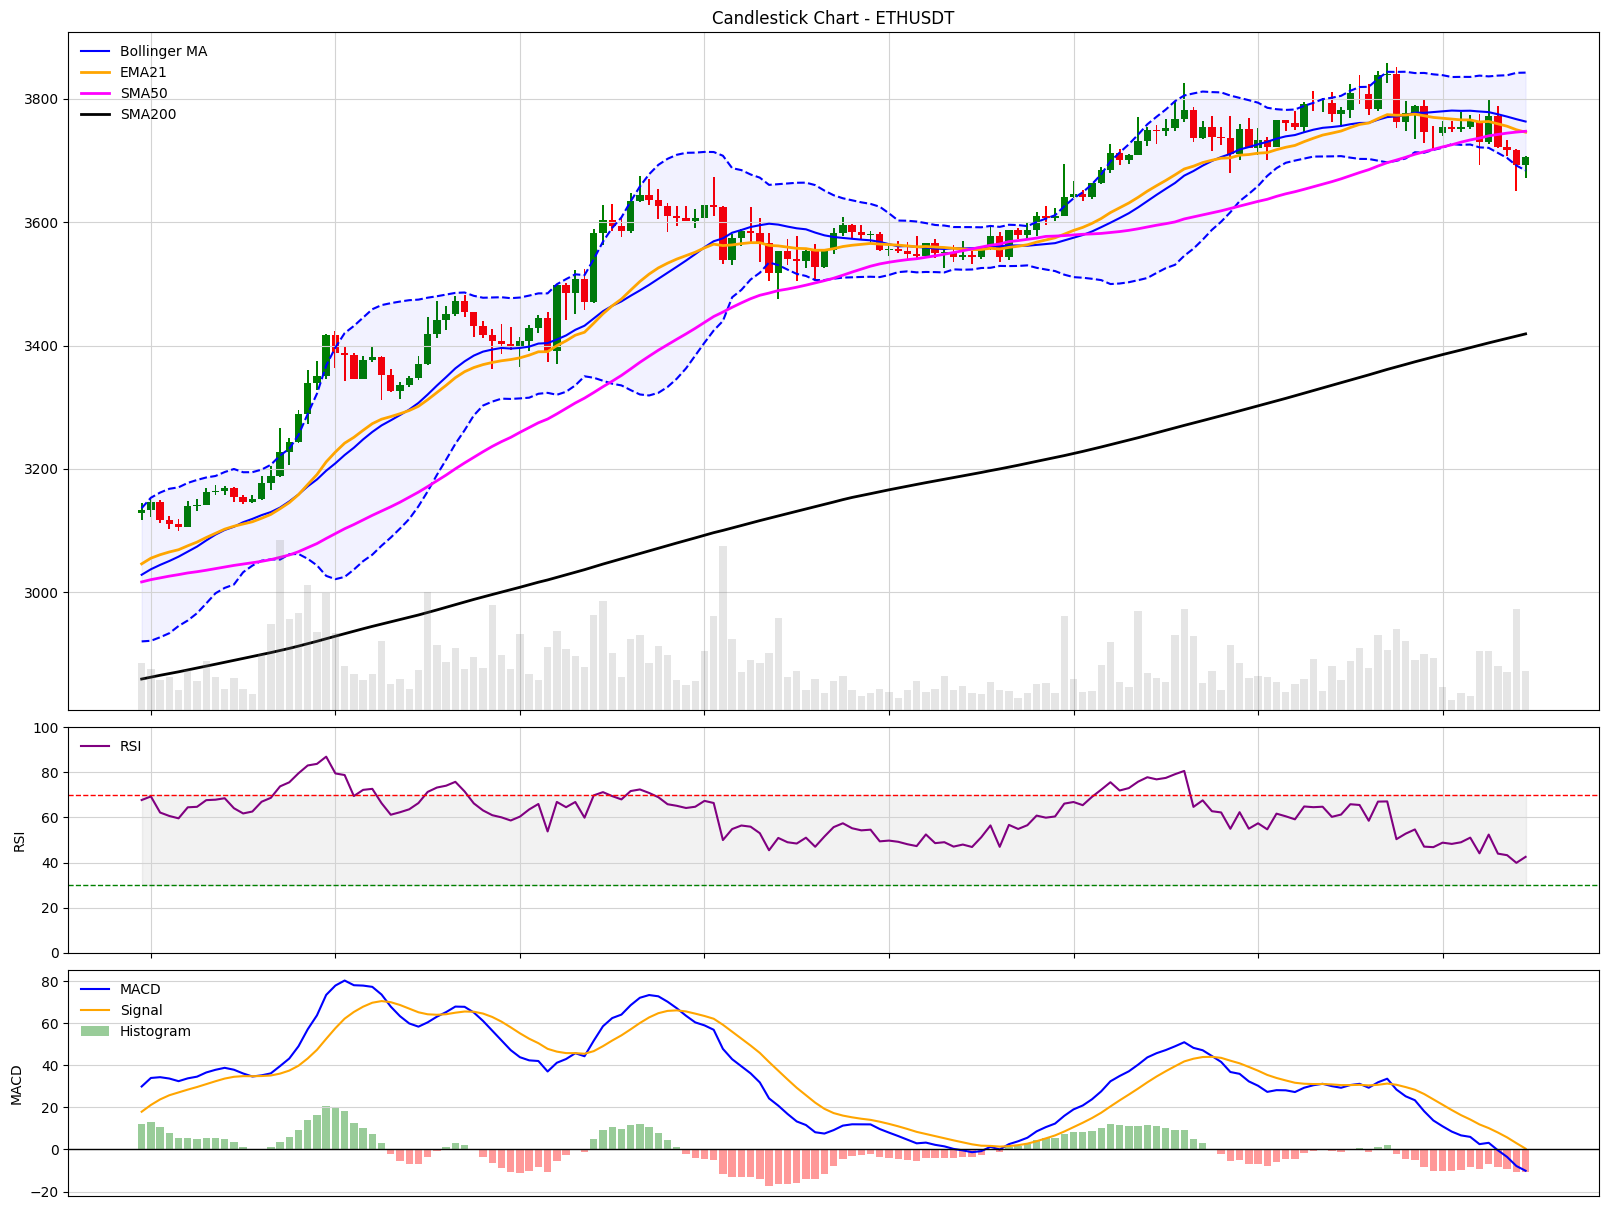 Candlestick Chart - ETHUSDT
Bollinger MA
EMA21
SMA50
SMA200
3800
3600
3400
3200
3000
RSI
100
80
60
40
20
0
RSI
MACD
Signal
Histogram
80
60
40
20
0
−20
MACD